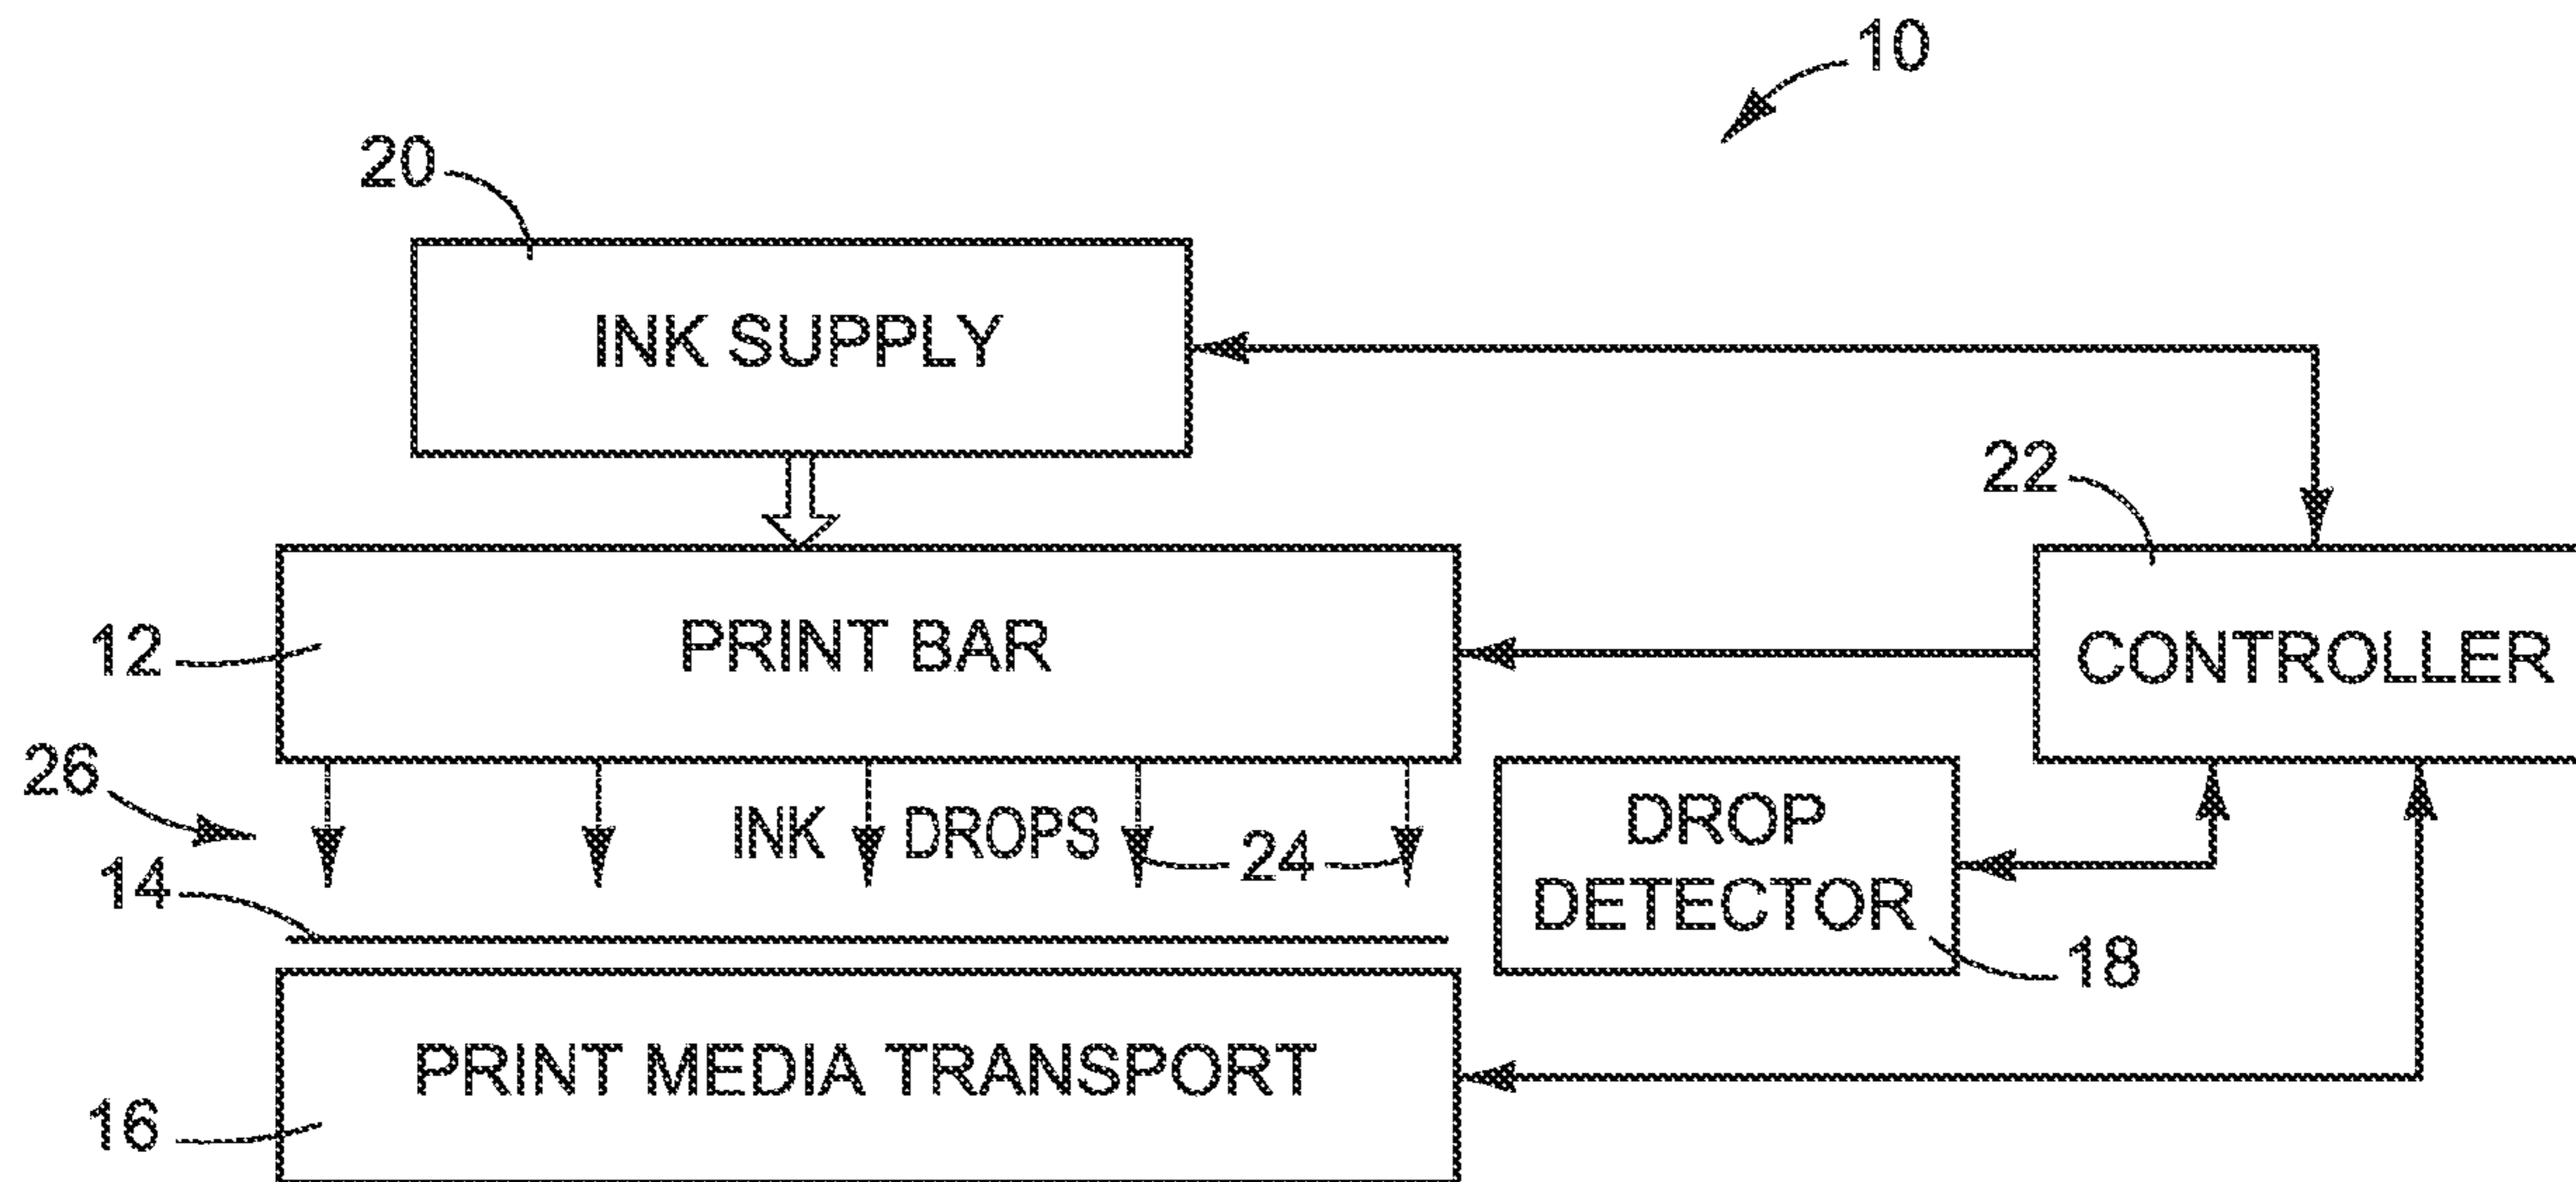 10
20
INK SUPPLY
22
12
PRINT BAR
CONTROLLER
26
INK DROPS
24
DROP
DETECTOR
14
18
PRINT MEDIA TRANSPORT
16